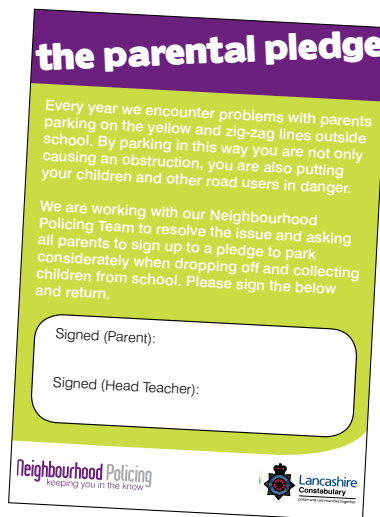 the parental pledge
Every year we encounter problems with parents
parking on the yellow and zig-zag lines outside
school. By parking in this way you are not only
causing an obstruction, you are also putting
your children and other road users in danger.
We are working with our Neighbourhood
Policing Team to resolve the issue and asking
all parents to sign up to a pledge to park
considerately when dropping off and collecting
children from school. Please sign the below
and return.
Signed (Parent):
Signed (Head Teacher):
Neighbourhood Policing
keeping you in the know
Lancashire
Constabulary
police and communities together